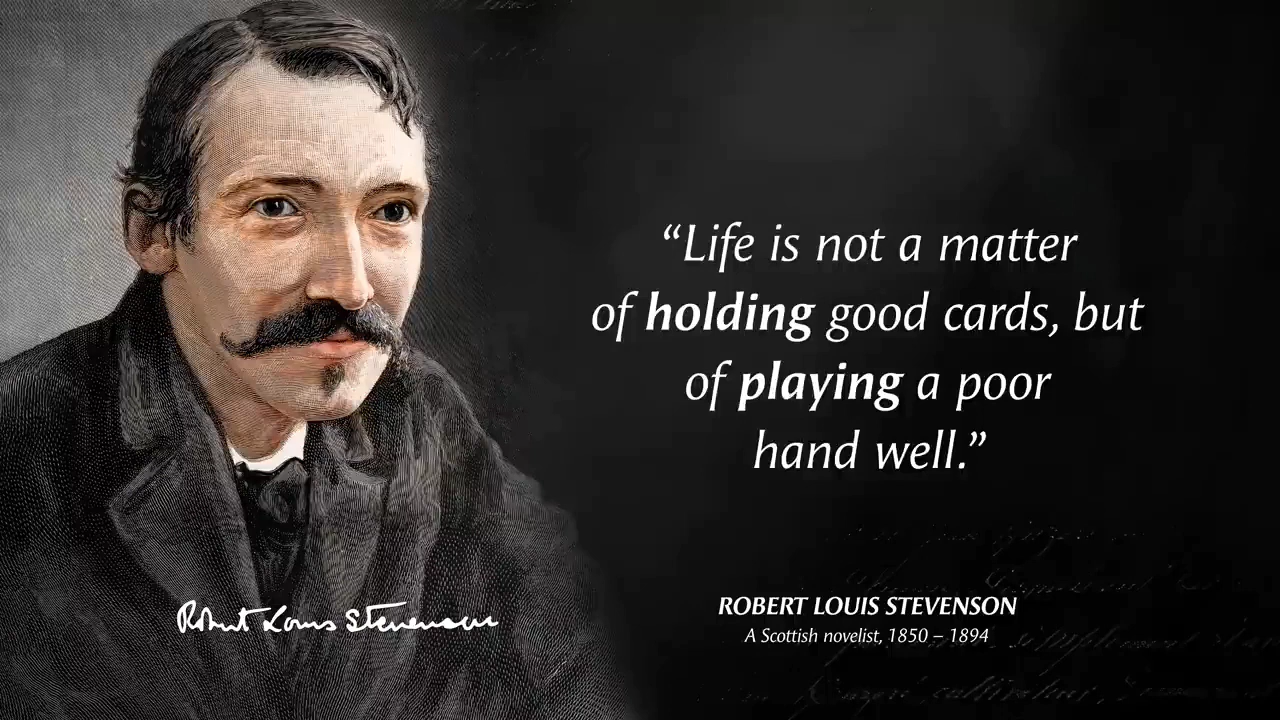 “Life is not a matter
of holding good cards, but
of playing a poor
hand well.”
Robert Louis Stevenson
ROBERT LOUIS STEVENSON
A Scottish novelist, 1850 – 1894